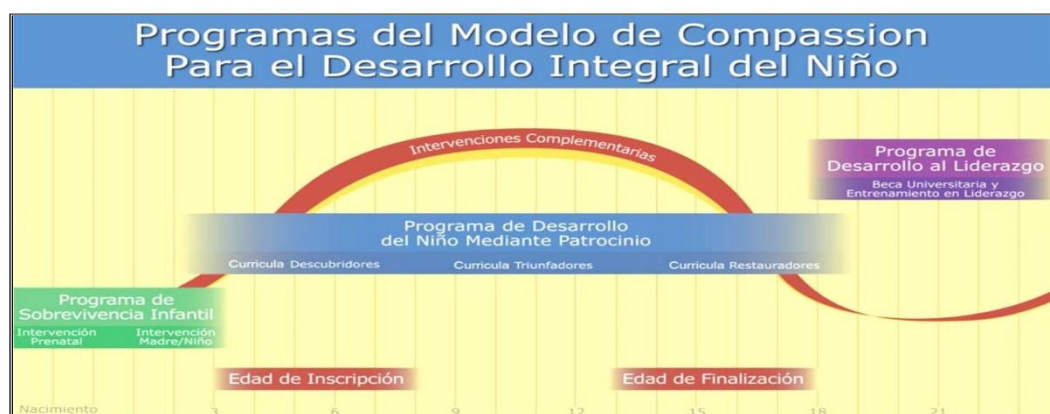 Programas del Modelo de Compassion
Para el Desarrollo Integral del Niño
Intervenciones Complementarias
Programa de
Desarrollo al Liderazgo
Beca Universitaria y
Entrenamiento en Liderazgo
Programa de Desarrollo
del Niño Mediante Patrocinio
Curricula Descubridores
Curricula Triunfadores
Curricula Restauradores
Programa de
Sobrevivencia Infantil
Intervención
Prenatal
Intervención
Madre/Niño
Edad de Inscripción
Edad de Finalización
Nacimiento 3 6 9 12 15 18 21